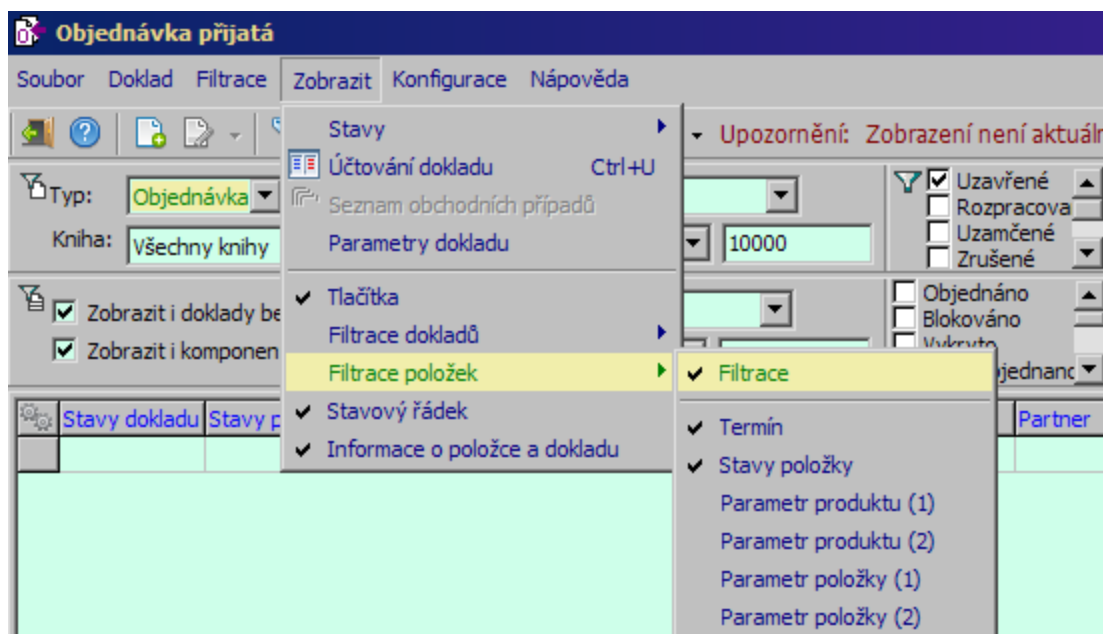 Objednávka přijatá
Soubor Doklad Filtrace Zobrazit Konfigurace Nápověda
Stavy
Upozornění: Zobrazení není aktuáln
Účtování dokladu Ctrl+U
Seznam obchodních případů
Parametry dokladu
Typ: Objednávka
Kniha: Všechny knihy
10000
Uzavřené
Rozpracova
Uzamčené
Zrušené
Tlačítka
Filtrace dokladů
Filtrace položek
Stavový řádek
Informace o položce a dokladu
Zobrazit i doklady be
Zobrazit i komponen
Objednáno
Blokováno
Vykryto
jednanc
Filtrace
Termín
Stavy položky
Parametr produktu (1)
Parametr produktu (2)
Parametr položky (1)
Parametr položky (2)
Stavy dokladu Stavy p
Partner